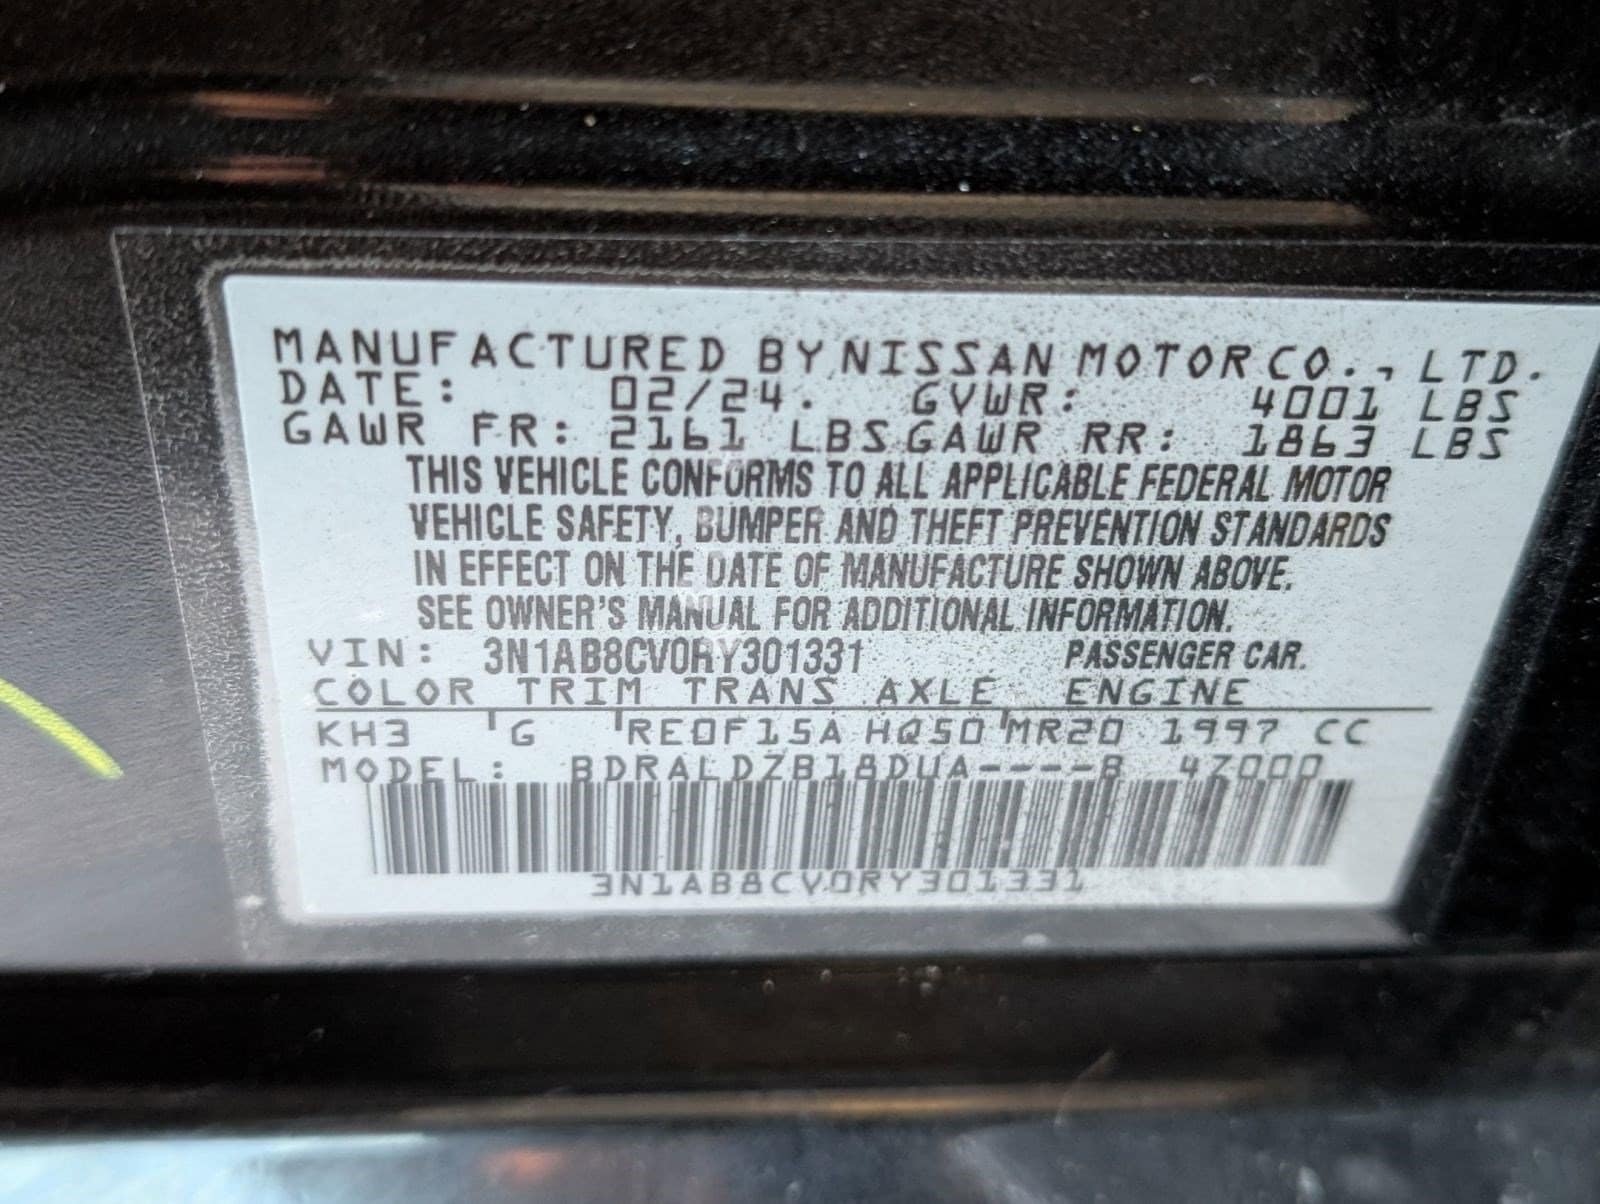 MANUFACTURED BY NISSAN MOTOR CO., LTD.
DATE: 02/24. GVWR: 4001 LBS
GAWR FR: 2161 LBS GAWR RR: 1863 LBS
THIS VEHICLE CONFORMS TO ALL APPLICABLE FEDERAL MOTOR
VEHICLE SAFETY, BUMPER AND THEFT PREVENTION STANDARDS
IN EFFECT ON THE DATE OF MANUFACTURE SHOWN ABOVE.
SEE OWNER'S MANUAL FOR ADDITIONAL INFORMATION.
VIN: 3N1AB8CV0RY301331 PASSENGER CAR.
COLOR TRIM TRANS AXLE ENGINE
KH3 G RE0F15A HQ50 MR20 1997 CC
MODEL: BDRALDZB18DUA----B 4Z000
3N1AB8CV0RY301331